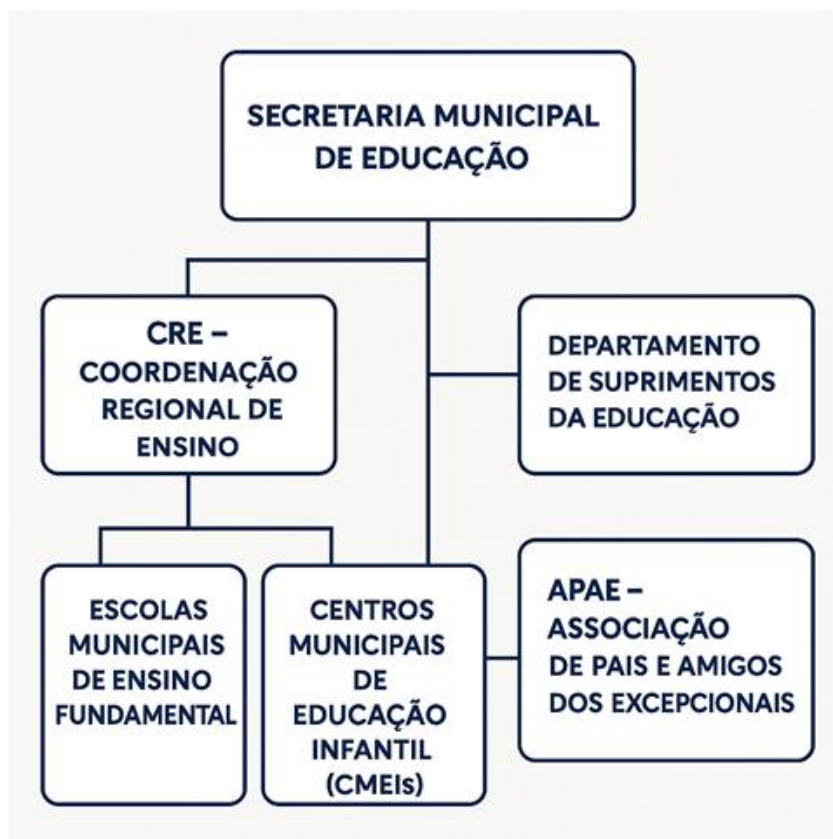 SECRETARIA MUNICIPAL
DE EDUCAÇÃO
CRE –
COORDENAÇÃO
REGIONAL DE
ENSINO
DEPARTAMENTO
DE SUPRIMENTOS
DA EDUCAÇÃO
ESCOLAS
MUNICIPAIS
DE ENSINO
FUNDAMENTAL
CENTROS
MUNICIPAIS
DE
EDUCAÇÃO
INFANTIL
(CMEIs)
APAE –
ASSOCIAÇÃO
DE PAIS E AMIGOS
DOS EXCEPCIONAIS